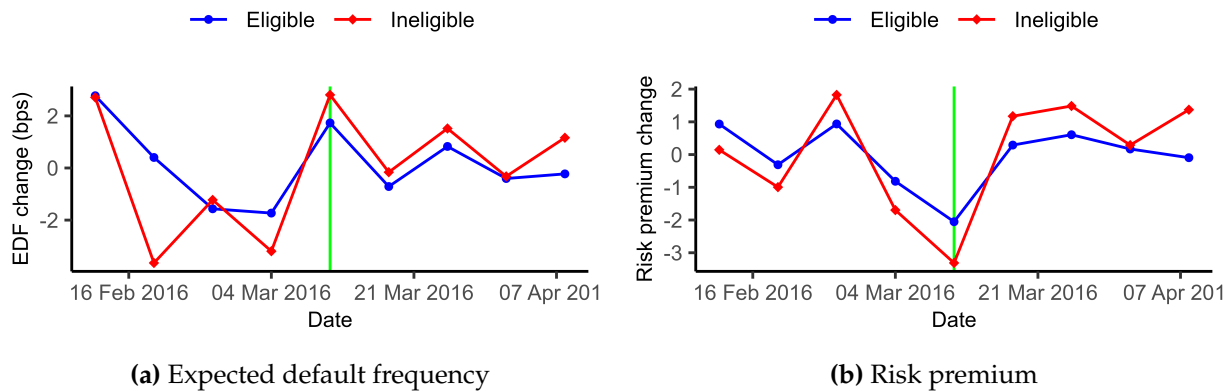 Eligible Ineligible
EDF change (bps)
2
0
-2
16 Feb 2016 04 Mar 2016 21 Mar 2016 07 Apr 201
Date
(a) Expected default frequency
Eligible Ineligible
Risk premium change
2
1
0
-1
-2
-3
16 Feb 2016 04 Mar 2016 21 Mar 2016 07 Apr 201
Date
(b) Risk premium